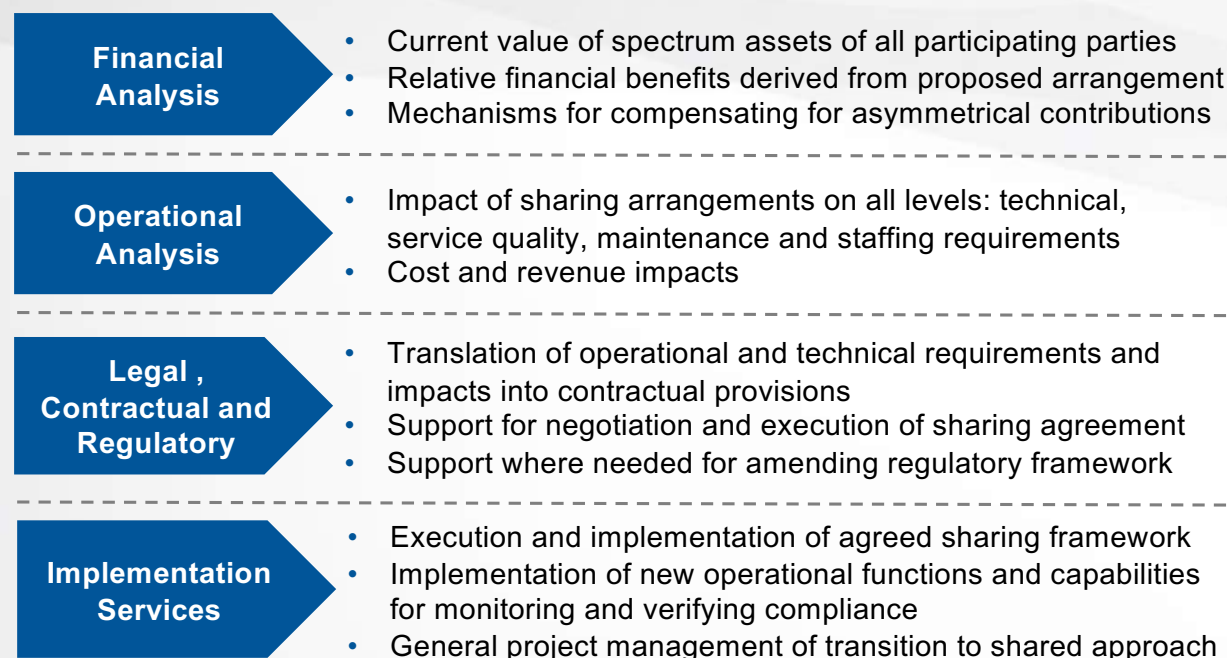 Financial
Analysis
• Current value of spectrum assets of all participating parties
• Relative financial benefits derived from proposed arrangement
• Mechanisms for compensating for asymmetrical contributions
Operational
Analysis
• Impact of sharing arrangements on all levels: technical,
service quality, maintenance and staffing requirements
• Cost and revenue impacts
Legal ,
Contractual and
Regulatory
• Translation of operational and technical requirements and
impacts into contractual provisions
• Support for negotiation and execution of sharing agreement
• Support where needed for amending regulatory framework
Implementation
Services
• Execution and implementation of agreed sharing framework
• Implementation of new operational functions and capabilities
for monitoring and verifying compliance
• General project management of transition to shared approach